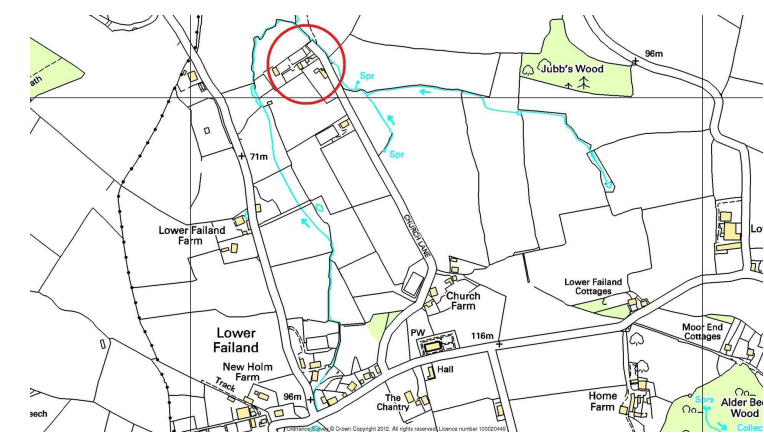 96m
Jubb's Wood
ath
Spr
Spr
71m
CHURCH LANE
Lower Failand
Farm
Lo
Lower Failand
Cottages
Church
Farm
Moor End
Cottages
Lower
Failand
PW
116m
New Holm
Farm
Hall
Track
96m
The
Chantry
Home
Farm
Sprs
Alder Be
Wood
eech
Collec
Ordnance Survey © Crown Copyright 2012. All rights reserved. Licence number 100020449